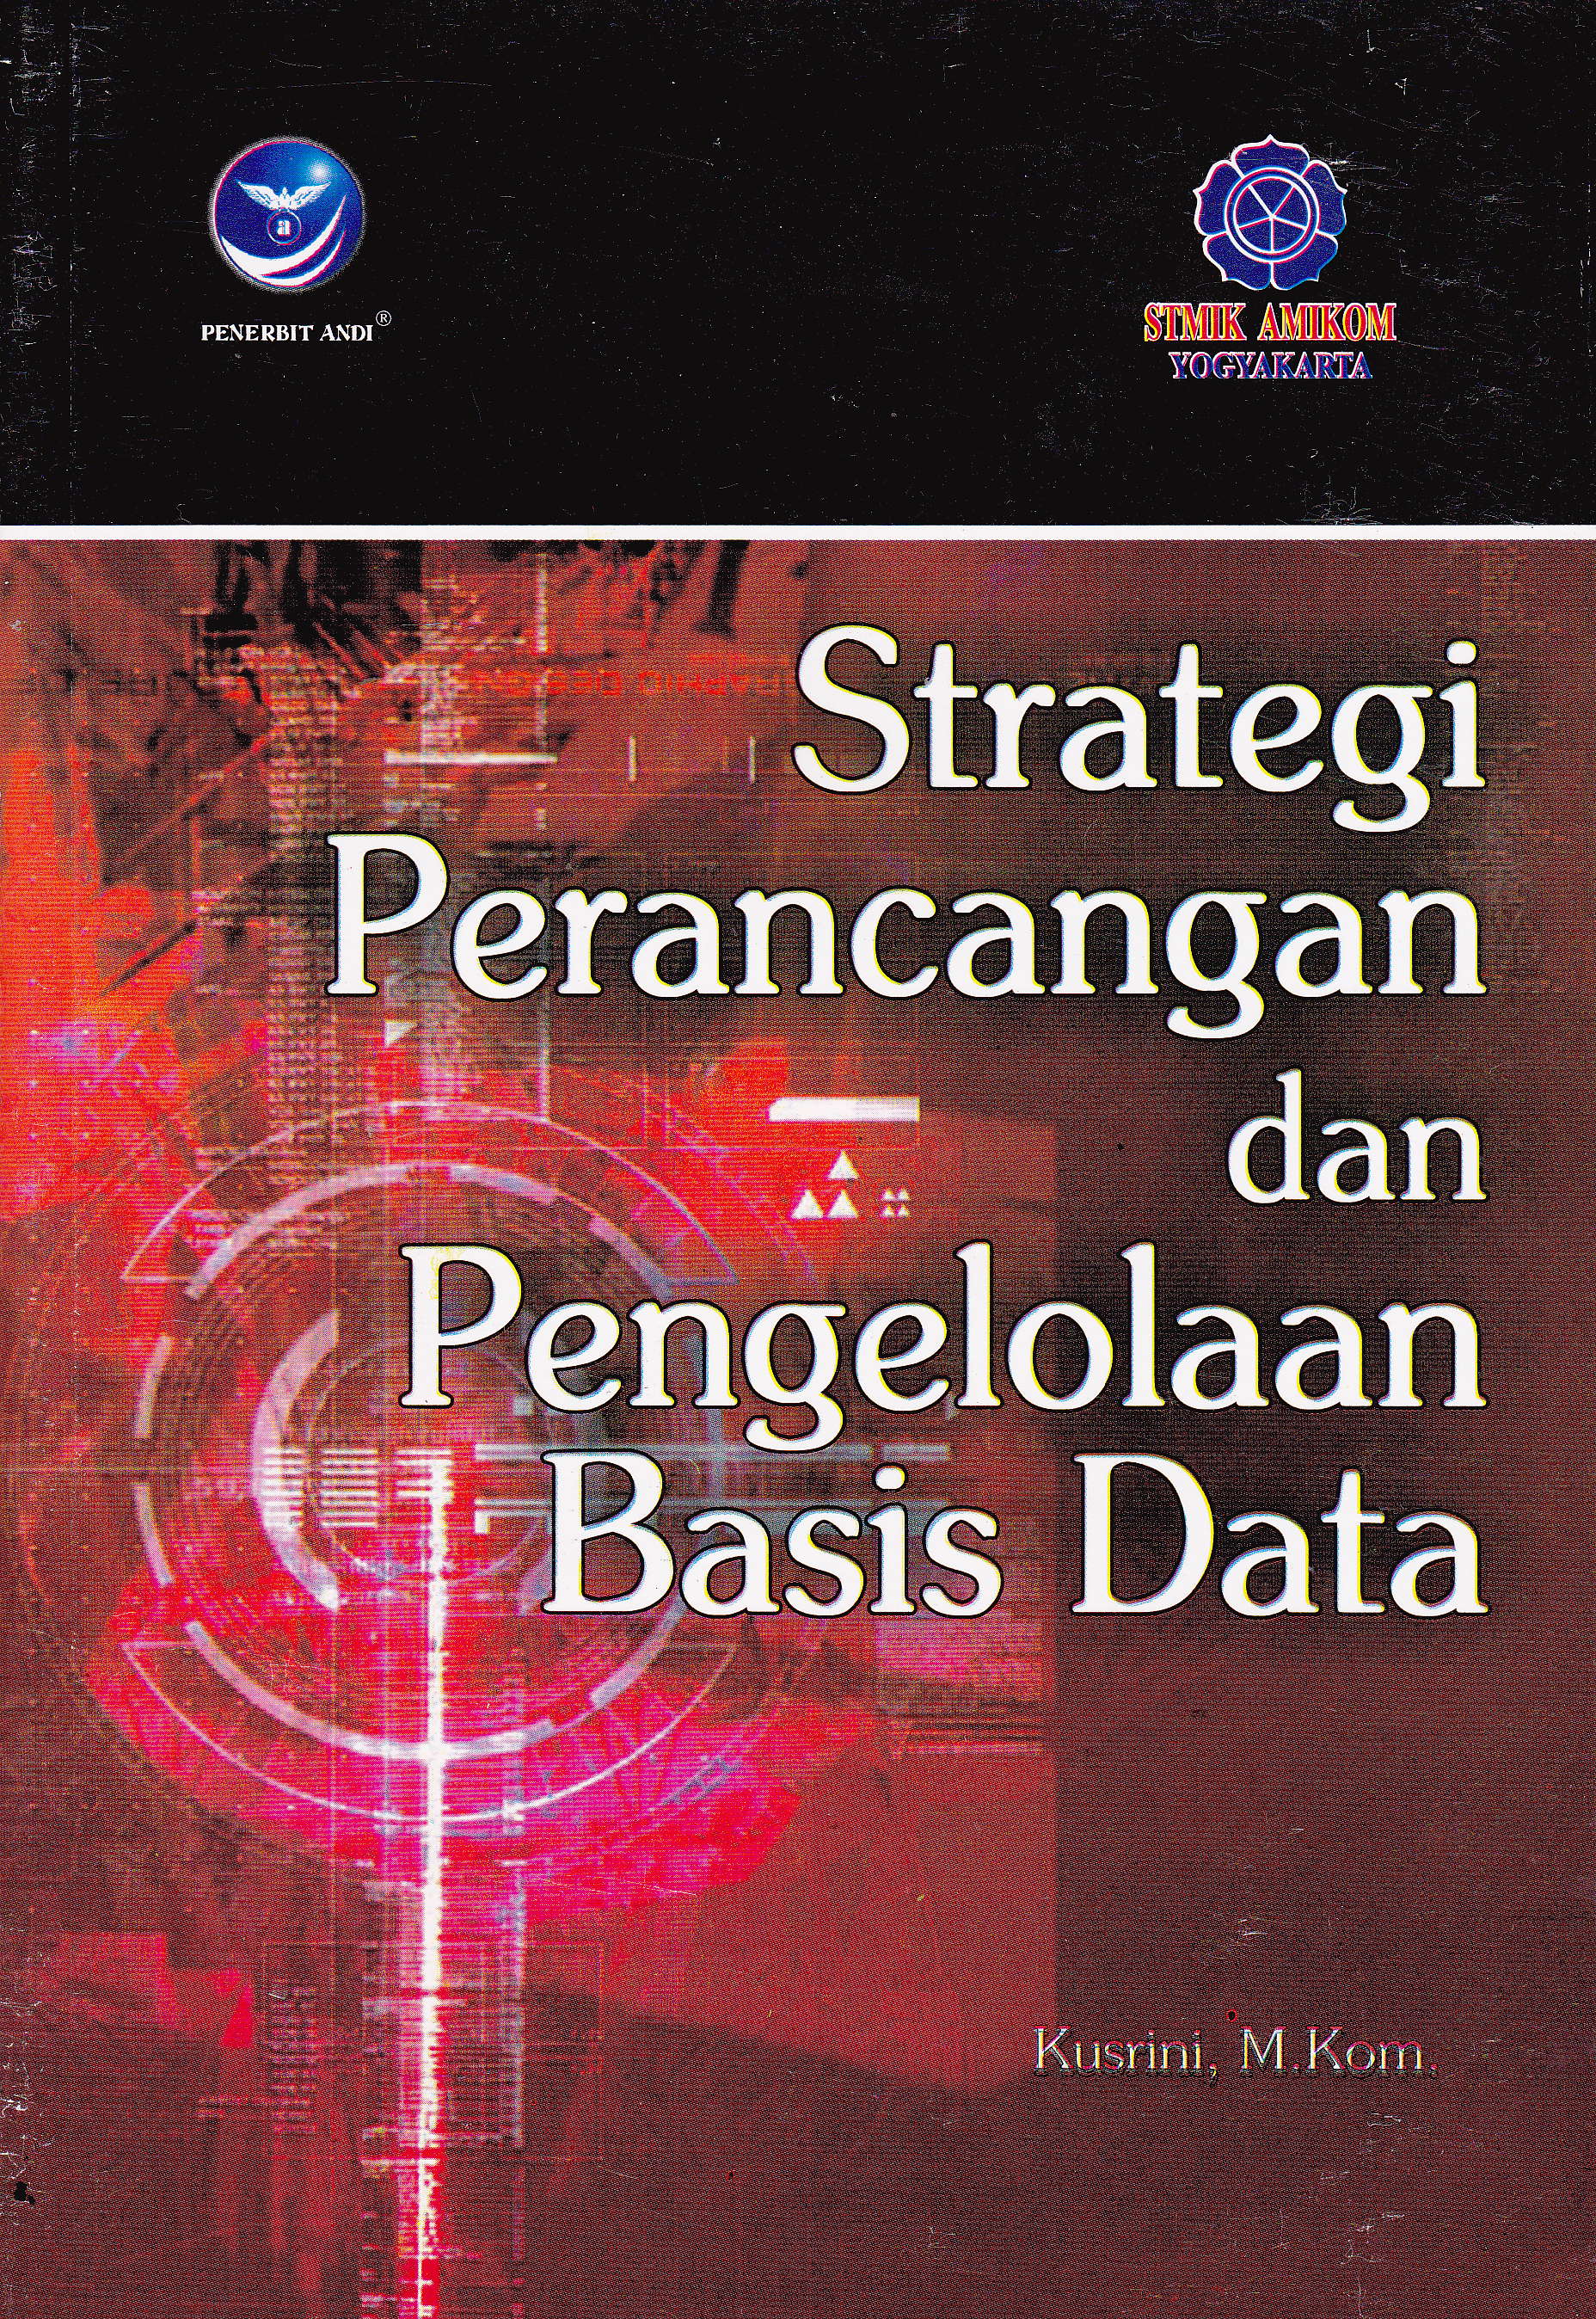 PENERBIT ANDI®
STMIK AMIKOM
YOGYAKARTA
Strategi
Perancangan
dan
Pengelolaan
Basis Data
Kusrini, M.Kom.